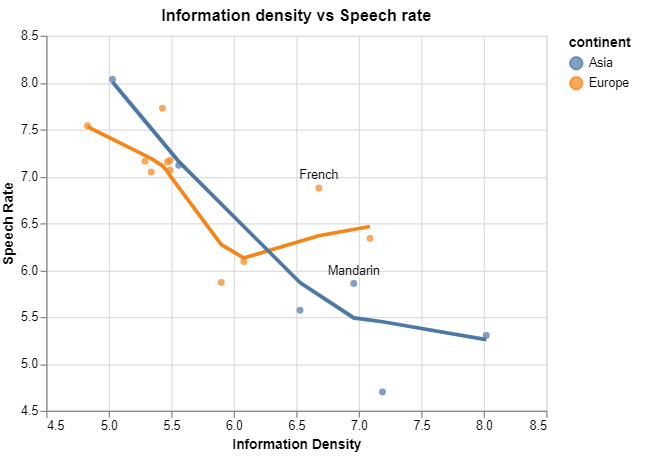 Information density vs Speech rate
continent
Asia
Europe
8.5
8.0
7.5
7.0
6.5
6.0
5.5
5.0
4.5
Speech Rate
French
Mandarin
4.5 5.0 5.5 6.0 6.5 7.0 7.5 8.0 8.5
Information Density